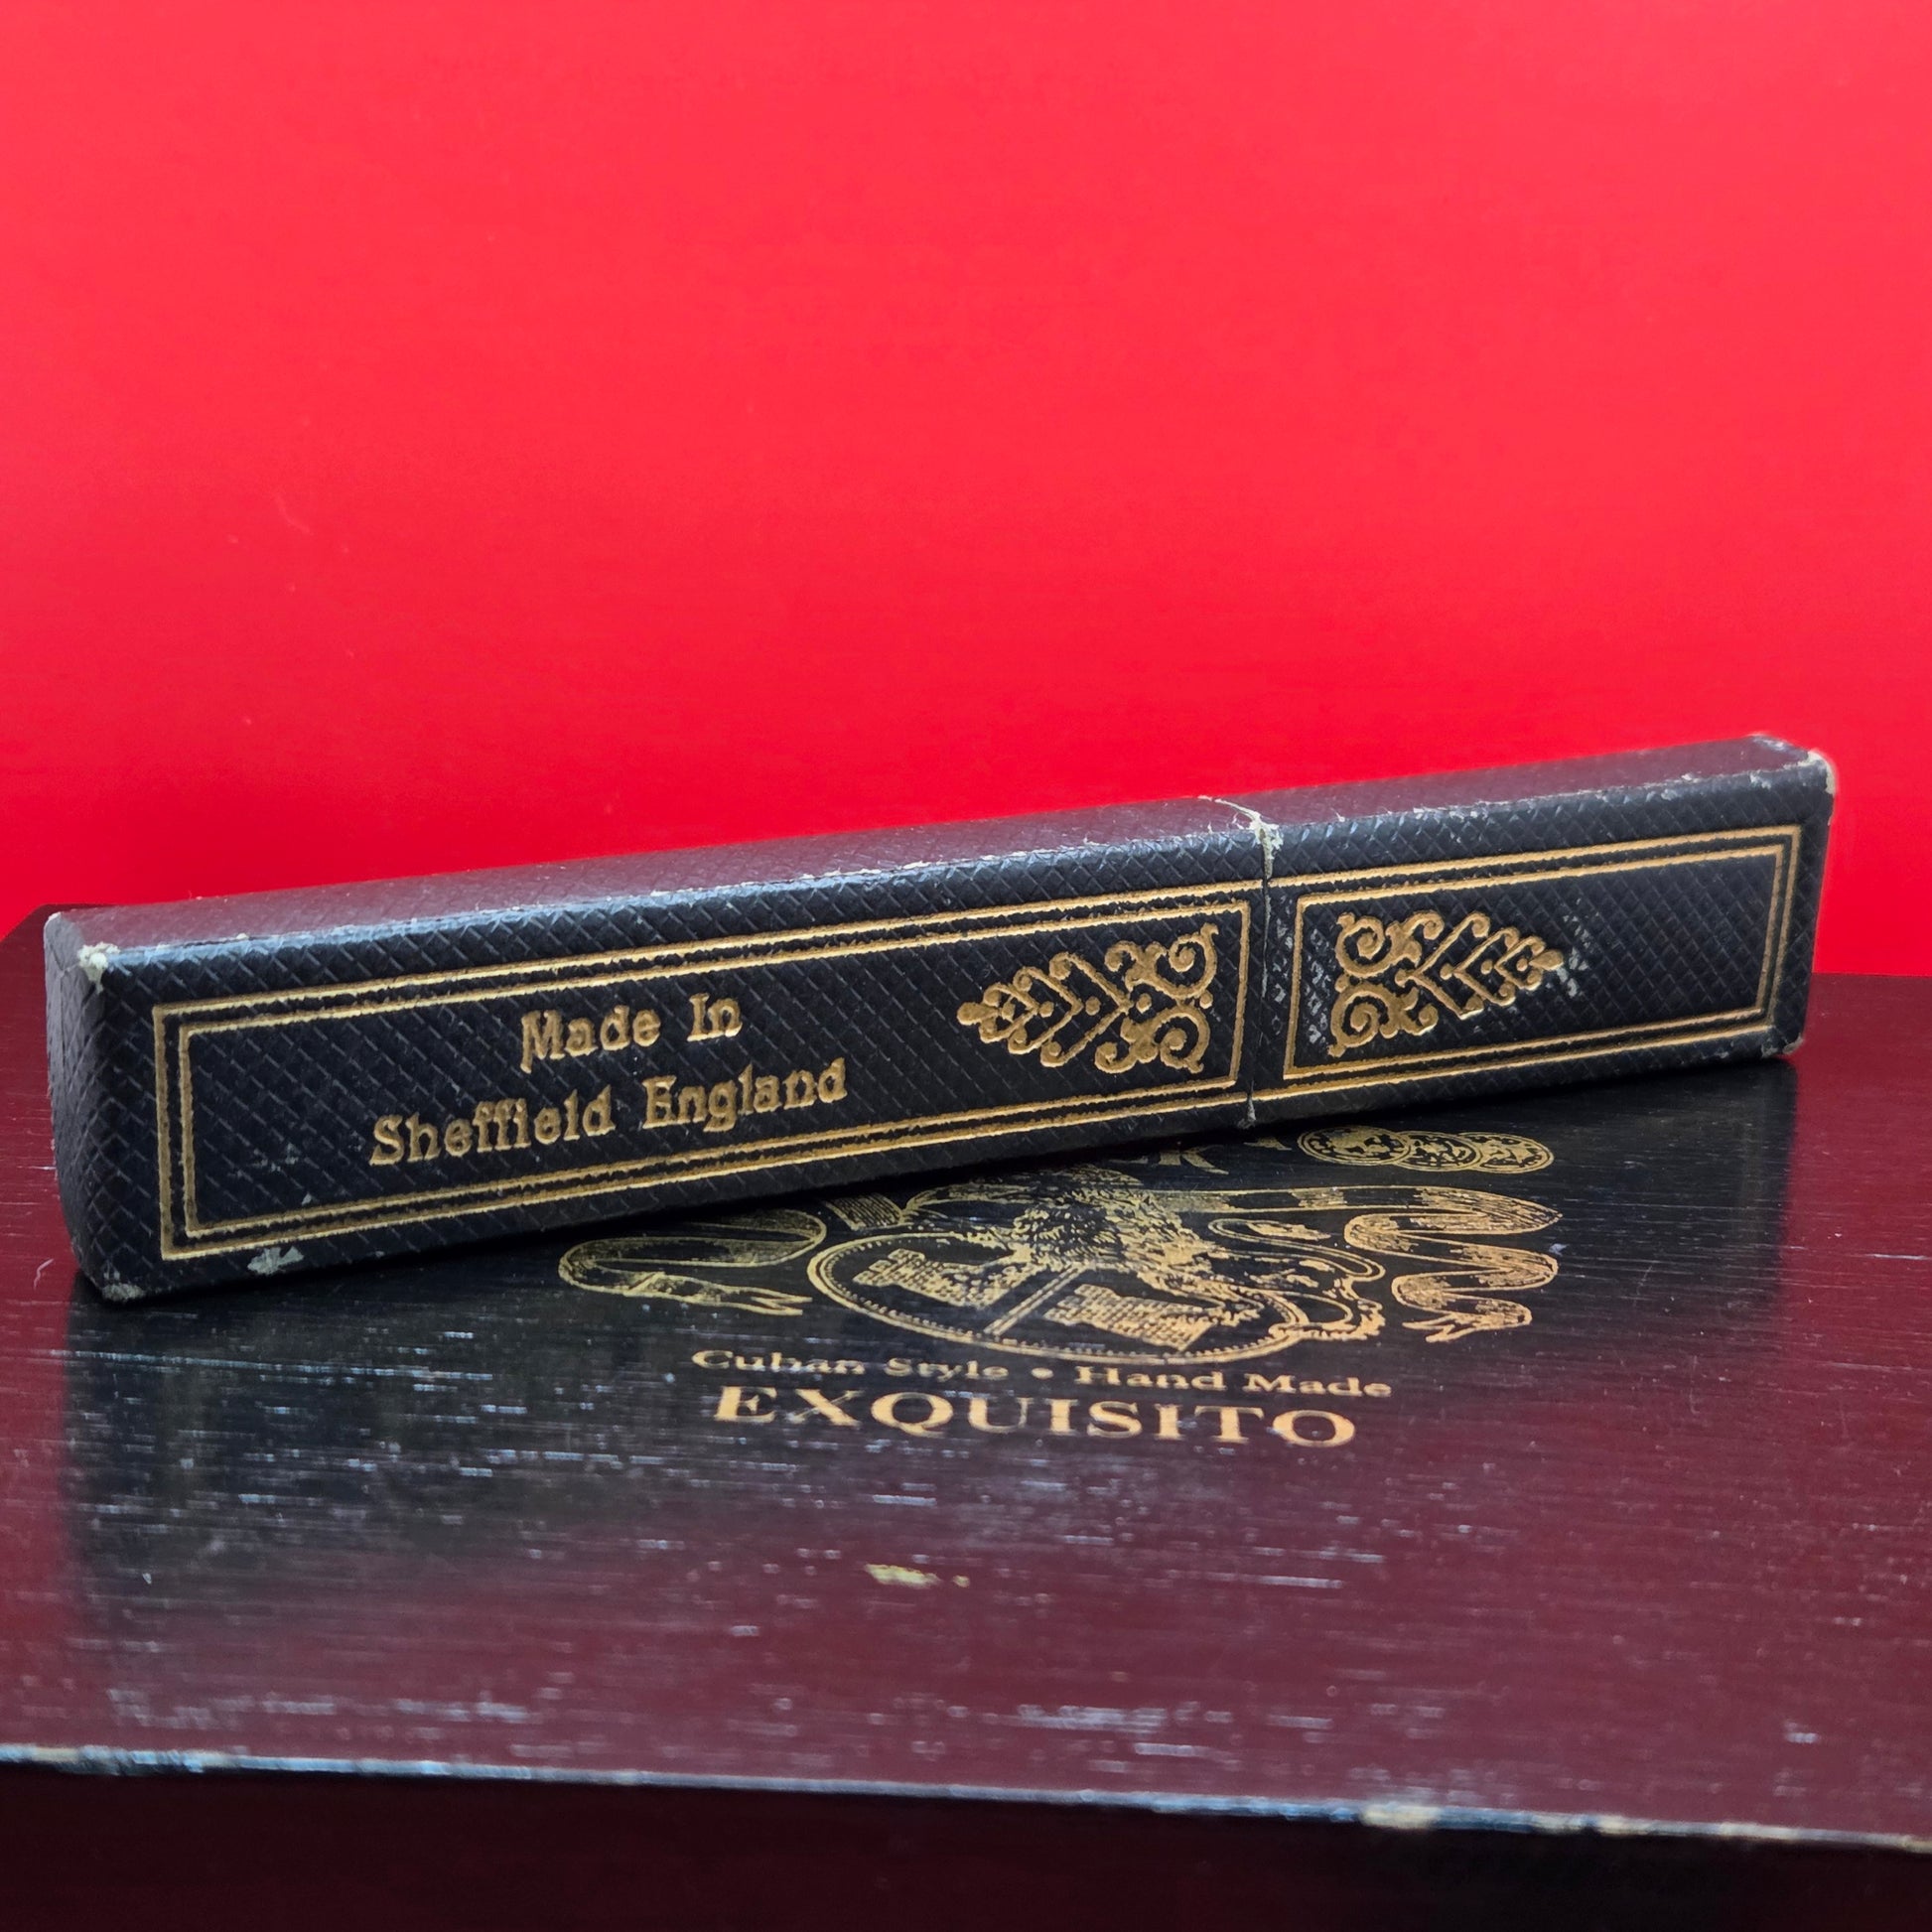 Made In
Sheffield England
Cuban Style • Hand Made
EXQUISITO